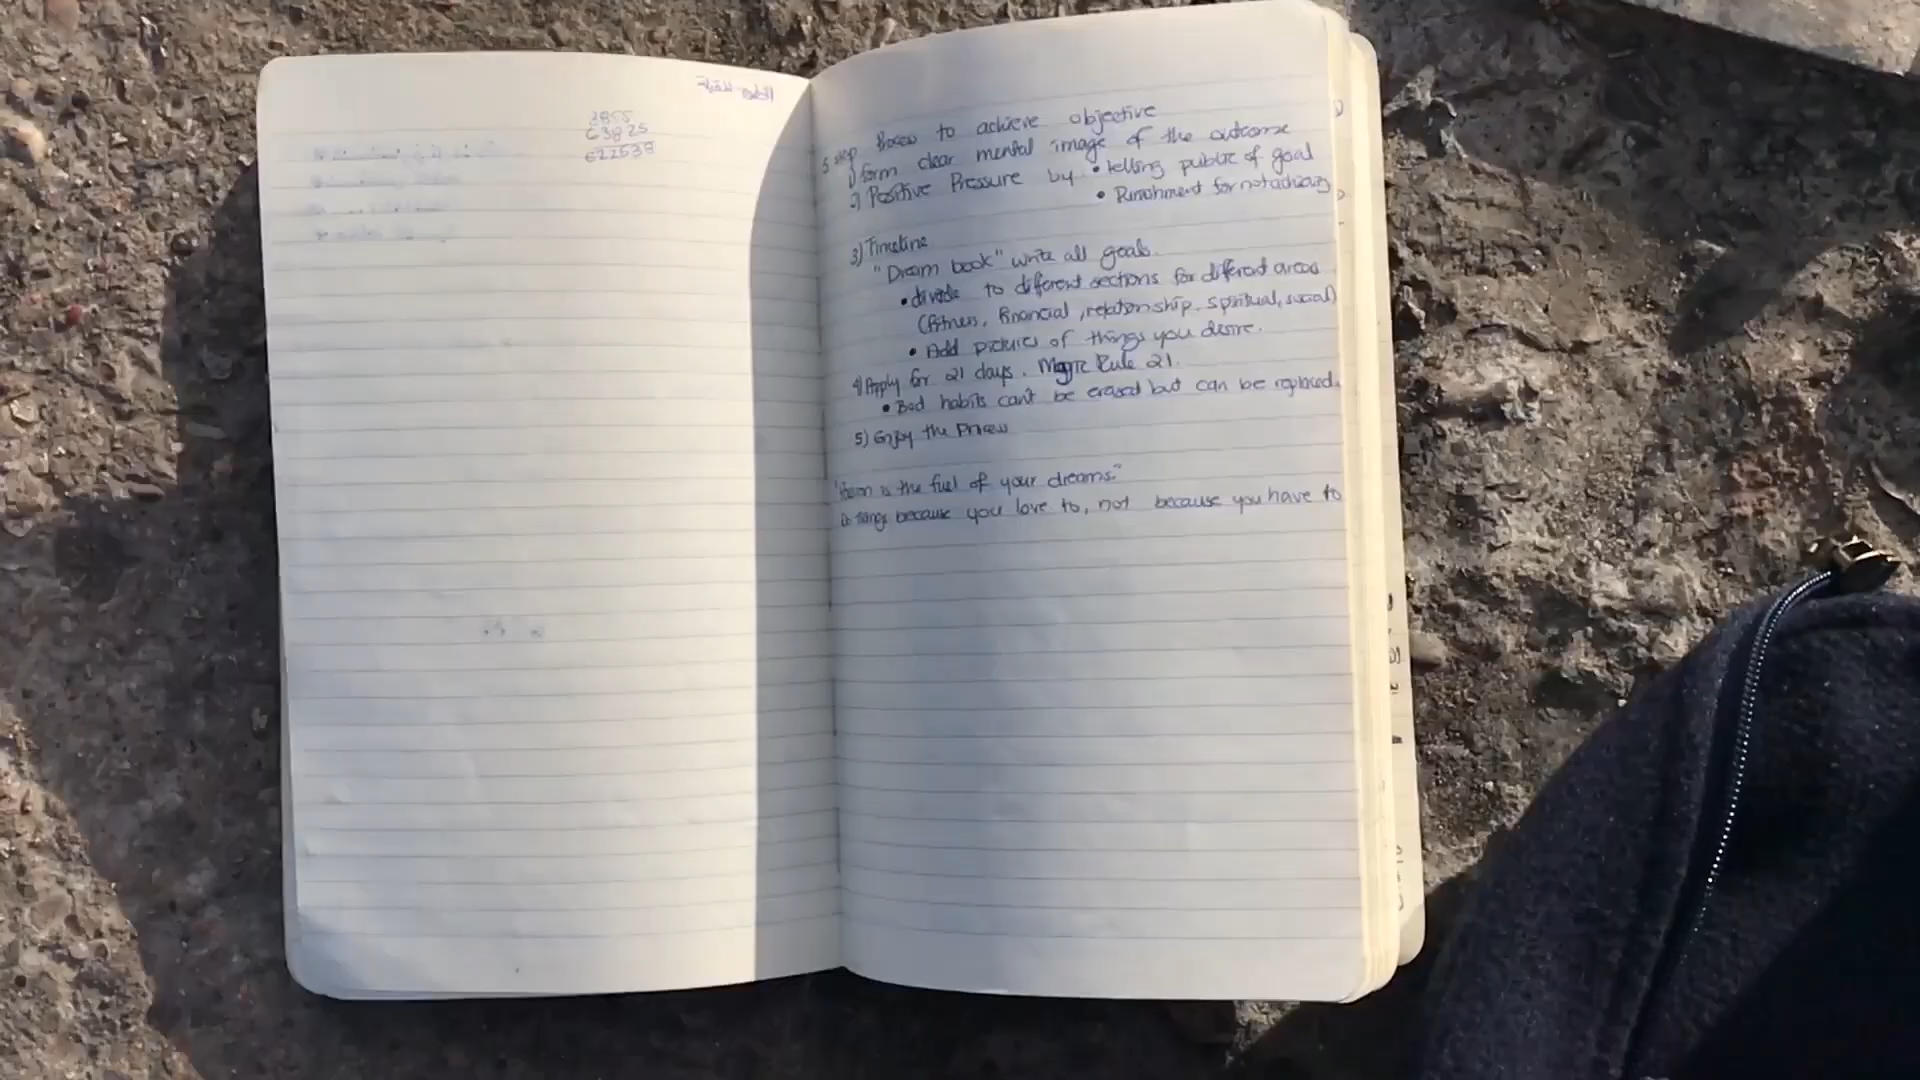 3855
63825
622538
5 step Process to achieve objective
1) form clear mental image of the outcome
2) Positive Pressure by • telling public of goal
• Punishment for not achieving
3) Timeline
"Dream book" write all goals.
• divide to different sections for different areas
(fitness, financial, relationship, spiritual, social)
• Add pictures of things you desire.
4) Apply for 21 days. Magic Rule 21.
• Bad habits can't be erased but can be replaced.
5) Enjoy the Process
"Passion is the fuel of your dreams."
Do things because you love to, not because you have to